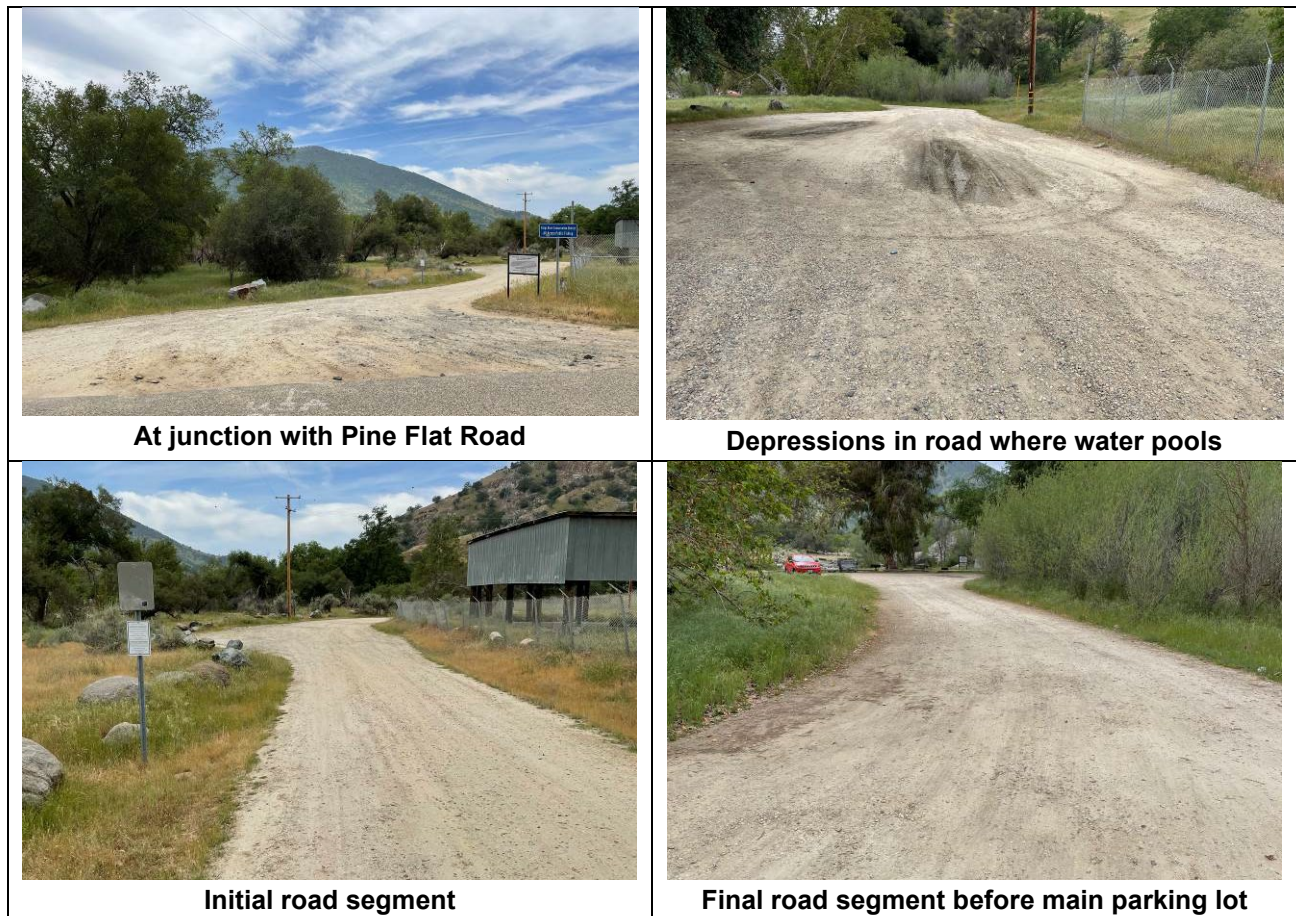 At junction with Pine Flat Road
Depressions in road where water pools
Initial road segment
Final road segment before main parking lot